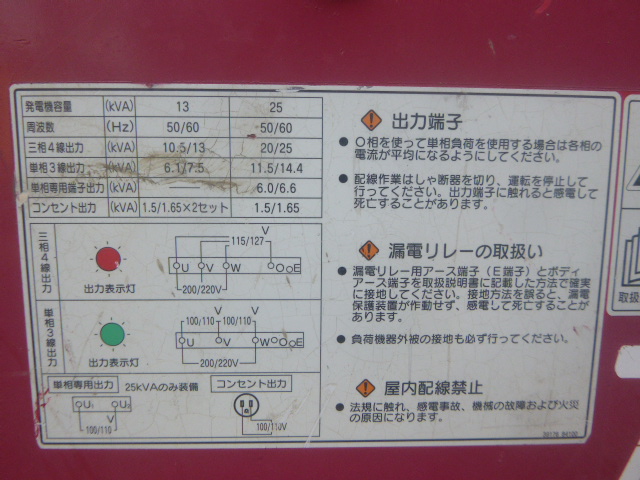 発電機容量 (kVA) 13 25
周波数 (Hz) 50/60 50/60
三相4線出力 (kVA) 10.5/13 20/25
単相3線出力 (kVA) 6.1/7.5 11.5/14.4
単相専用端子出力 (kVA) — 6.0/6.6
コンセント出力 (kVA) 1.5/1.65×2セット 1.5/1.65
三相4線出力
出力表示灯
V
115/127
U V W O O E
200/220V
単相3線出力
出力表示灯
V V
100/110 100/110
U V W O O E
200/220V
単相専用出力 25kVAのみ装備
U₁ U₂
V
100/110
コンセント出力
100/110V
出力端子
● O相を使って単相負荷を使用する場合は各相の
電流が平均になるようにしてください。
● 配線作業はしゃ断器を切り、運転を停止して
行ってください。出力端子に触れると感電して
死亡することがあります。
漏電リレーの取扱い
● 漏電リレー用アース端子（E端子）とボディ
アース端子を取扱説明書に記載した方法で確実
に接地してください。接地方法を誤ると、漏電
保護装置が作動せず、感電して死亡することが
あります。
● 負荷機器外被の接地も必ず行ってください。
屋内配線禁止
● 法規に触れ、感電事故、機械の故障および火災
の原因になります。
取扱